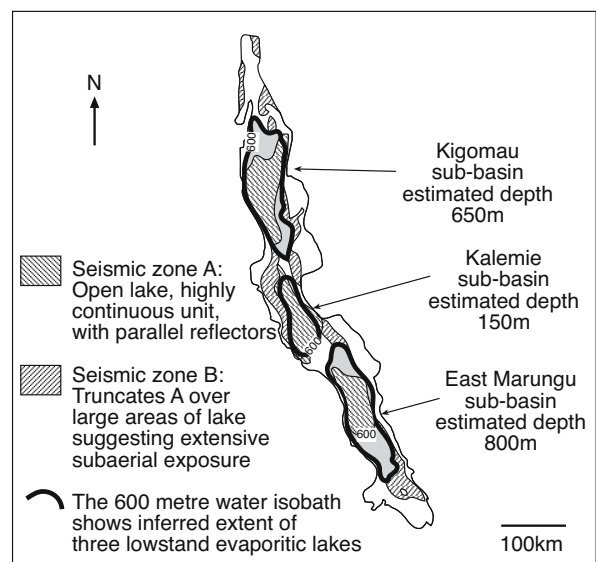 N
600
Kigomau
sub-basin
estimated depth
650m
Kalemie
sub-basin
estimated depth
150m
600
East Marungu
sub-basin
estimated depth
800m
600
Seismic zone A:
Open lake, highly
continuous unit,
with parallel reflectors
Seismic zone B:
Truncates A over
large areas of lake
suggesting extensive
subaerial exposure
The 600 metre water isobath
shows inferred extent of
three lowstand evaporitic lakes
100km